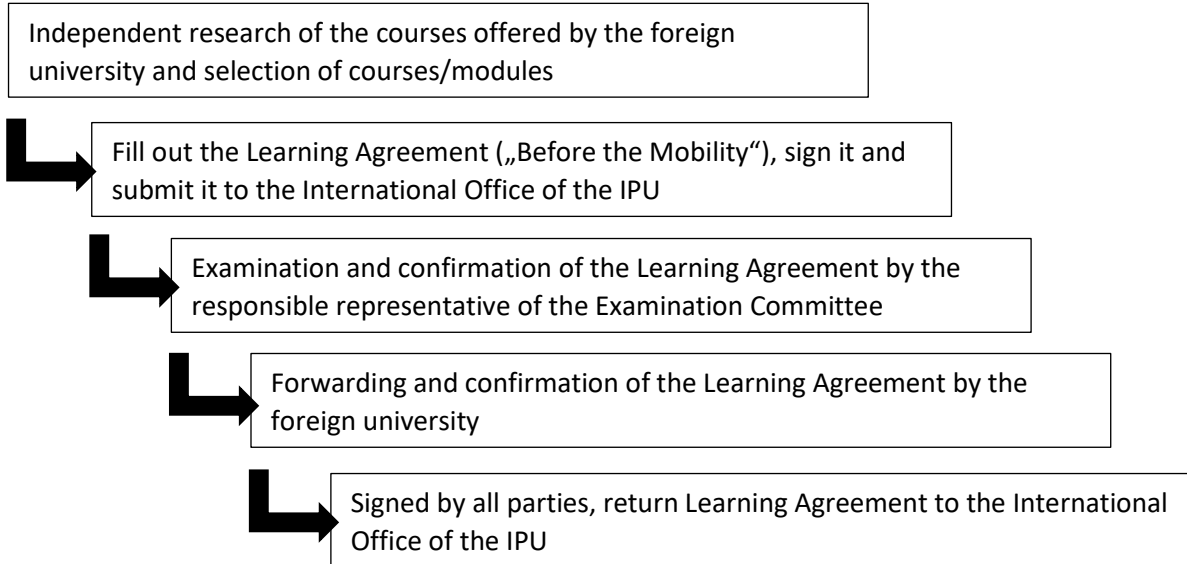 Independent research of the courses offered by the foreign
university and selection of courses/modules
Fill out the Learning Agreement („Before the Mobility“), sign it and
submit it to the International Office of the IPU
Examination and confirmation of the Learning Agreement by the
responsible representative of the Examination Committee
Forwarding and confirmation of the Learning Agreement by the
foreign university
Signed by all parties, return Learning Agreement to the International
Office of the IPU